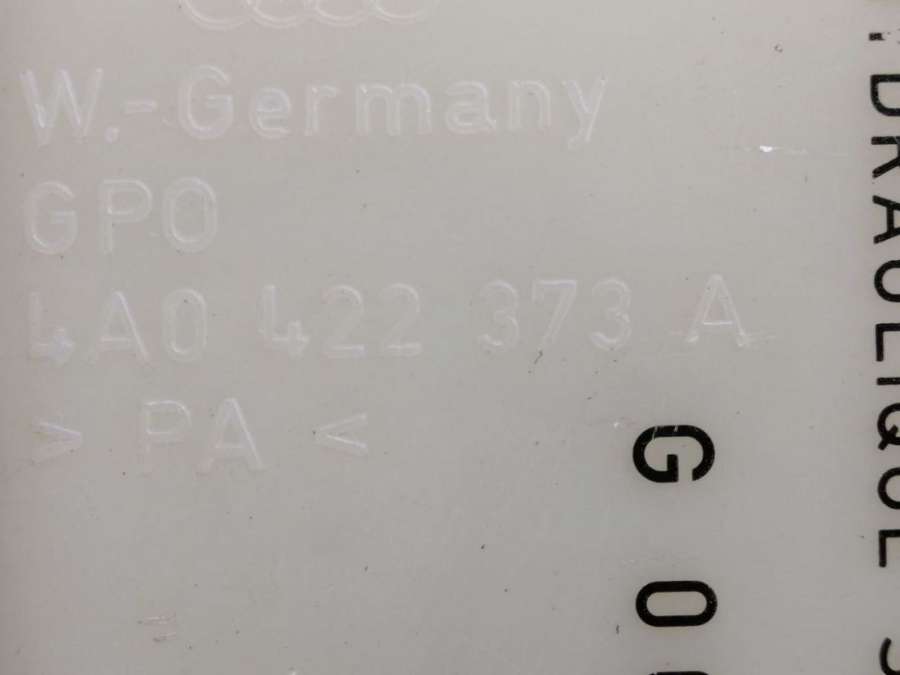 W.-Germany
GPO
4A0 422 373 A
> PA <
G 0